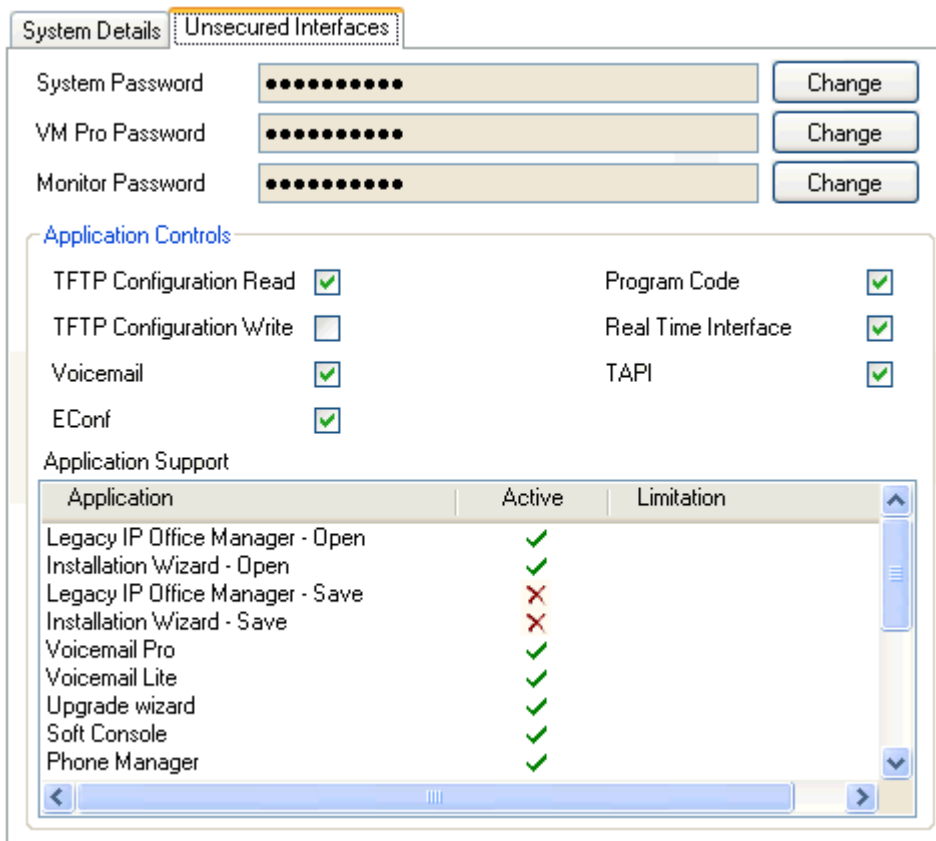 System Details Unsecured Interfaces
System Password ●●●●●●●●●● Change
VM Pro Password ●●●●●●●●●● Change
Monitor Password ●●●●●●●●●● Change
Application Controls
TFTP Configuration Read Program Code
TFTP Configuration Write Real Time Interface
Voicemail TAPI
EConf
Application Support
Application Active Limitation
Legacy IP Office Manager - Open
Installation Wizard - Open
Legacy IP Office Manager - Save
Installation Wizard - Save
Voicemail Pro
Voicemail Lite
Upgrade wizard
Soft Console
Phone Manager